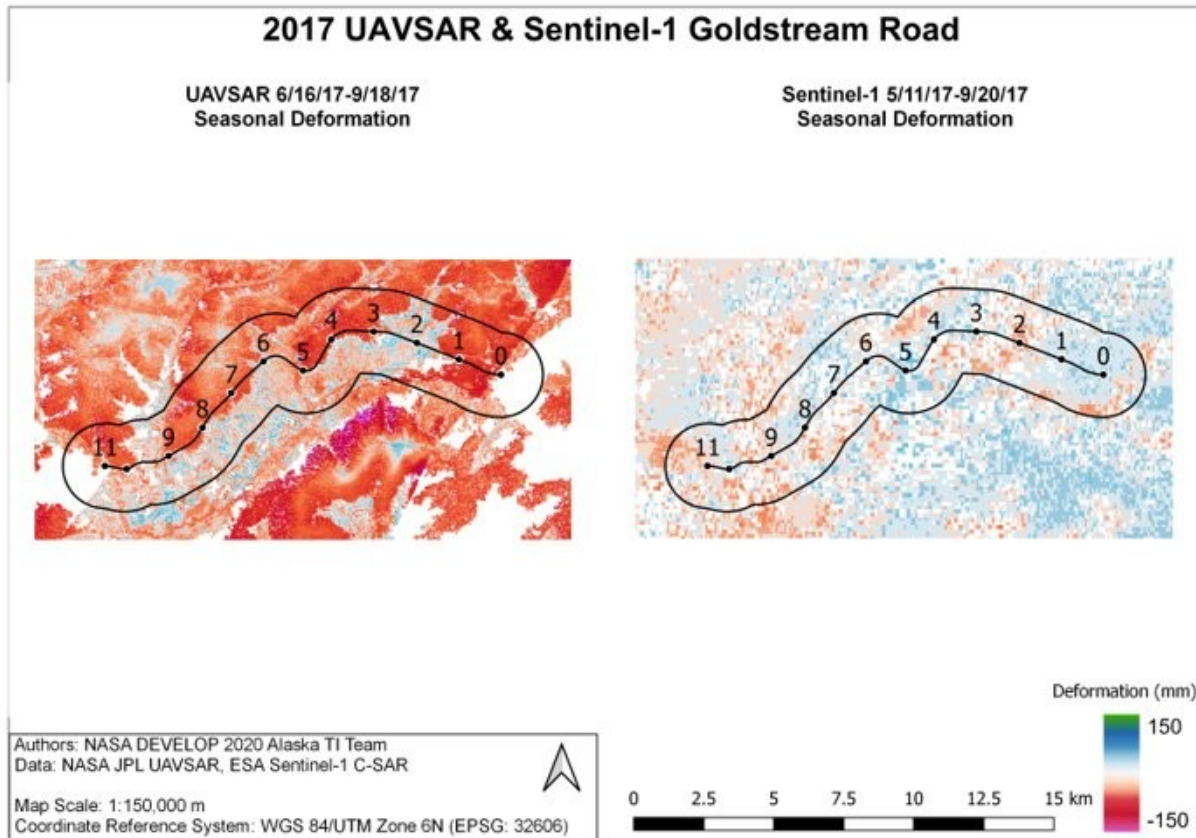 2017 UAVSAR & Sentinel-1 Goldstream Road
UAVSAR 6/16/17-9/18/17
Seasonal Deformation
Sentinel-1 5/11/17-9/20/17
Seasonal Deformation
0
1
2
3
4
5
6
7
8
9
11
0
1
2
3
4
5
6
7
8
9
11
Deformation (mm)
150
-150
Authors: NASA DEVELOP 2020 Alaska TI Team
Data: NASA JPL UAVSAR, ESA Sentinel-1 C-SAR
Map Scale: 1:150,000 m
Coordinate Reference System: WGS 84/UTM Zone 6N (EPSG: 32606)
0 2.5 5 7.5 10 12.5 15 km